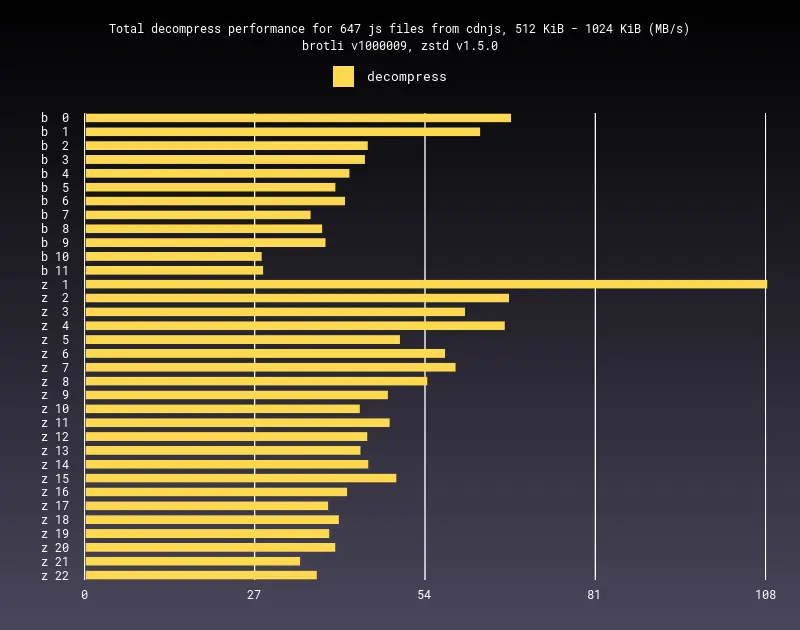 Total decompress performance for 647 js files from cdnjs, 512 KiB - 1024 KiB (MB/s)
brotli v1000009, zstd v1.5.0
decompress
b 0
b 1
b 2
b 3
b 4
b 5
b 6
b 7
b 8
b 9
b 10
b 11
z 1
z 2
z 3
z 4
z 5
z 6
z 7
z 8
z 9
z 10
z 11
z 12
z 13
z 14
z 15
z 16
z 17
z 18
z 19
z 20
z 21
z 22
0 27 54 81 108